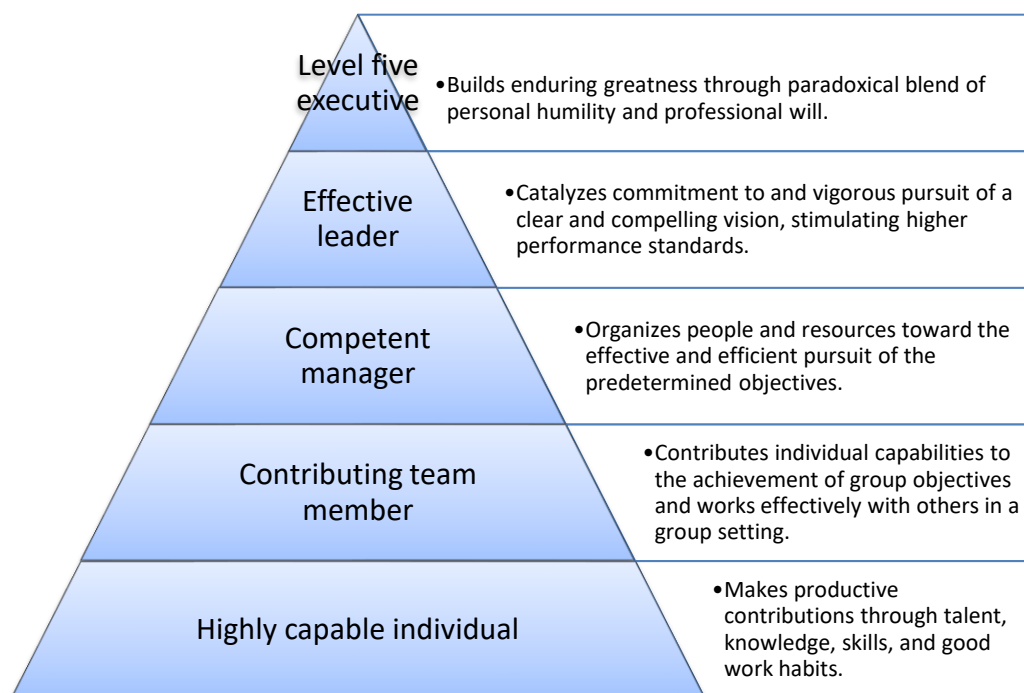 Level five
executive
•Builds enduring greatness through paradoxical blend of
personal humility and professional will.
Effective
leader
•Catalyzes commitment to and vigorous pursuit of a
clear and compelling vision, stimulating higher
performance standards.
Competent
manager
•Organizes people and resources toward the
effective and efficient pursuit of the
predetermined objectives.
Contributing team
member
•Contributes individual capabilities to
the achievement of group objectives
and works effectively with others in a
group setting.
Highly capable individual
•Makes productive
contributions through talent,
knowledge, skills, and good
work habits.